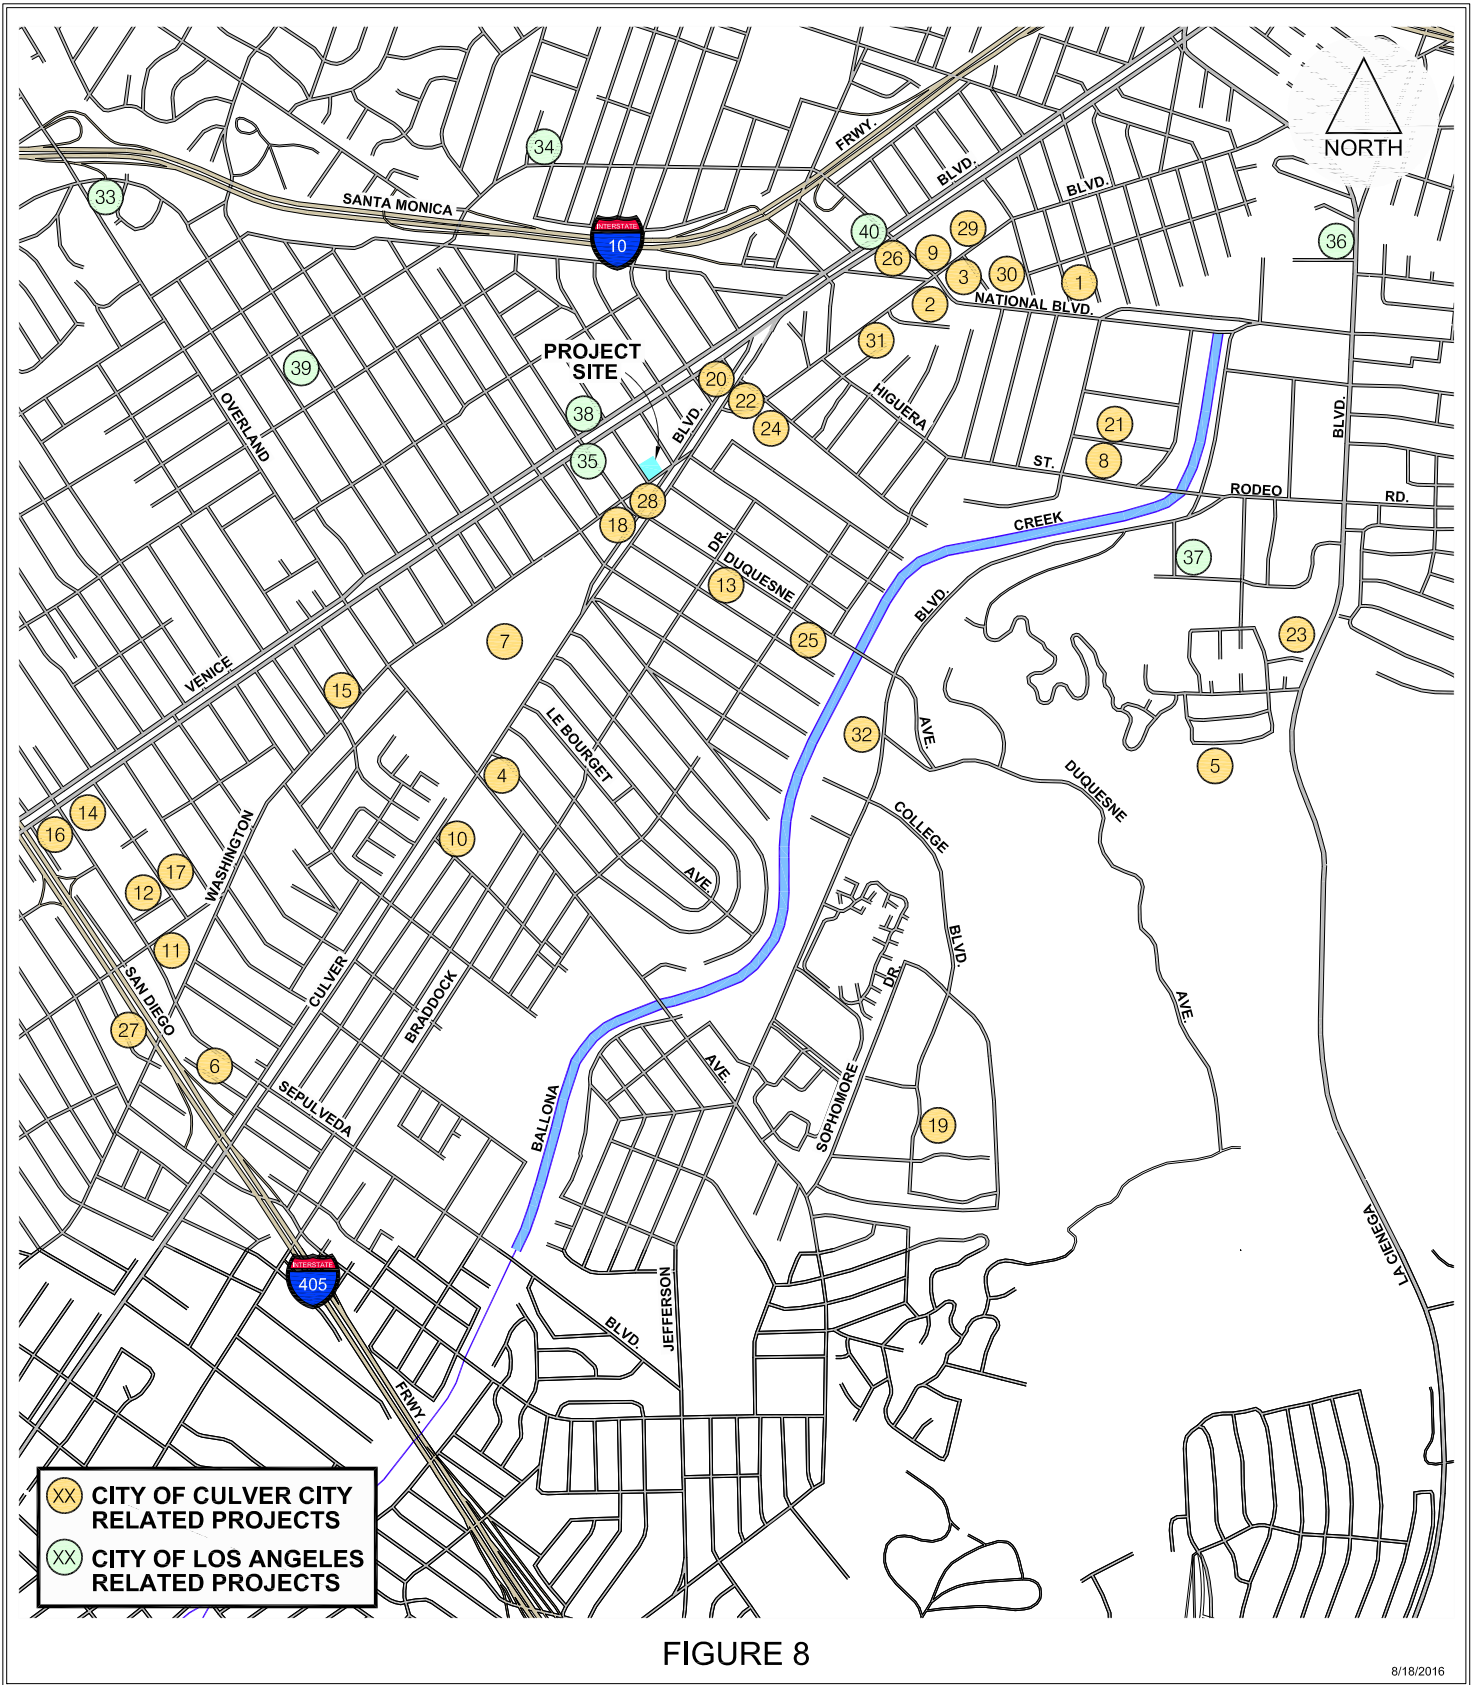 NORTH
34
FRWY.
BLVD.
BLVD.
33
SANTA MONICA
INTERSTATE
10
40
29
36
26
9
3
30
1
2
NATIONAL BLVD.
31
PROJECT
SITE
39
20
22
24
38
35
OVERLAND
BLVD.
HIGUERA
ST.
21
8
BLVD.
RODEO
RD.
28
18
CREEK
DR.
DUQUESNE
13
37
BLVD.
7
25
23
VENICE
15
LE BOURGET
32
AVE.
5
4
DUQUESNE
14
16
10
COLLEGE
WASHINGTON
17
12
AVE.
11
BLVD.
DR.
SAN DIEGO
CULVER
BRADDOCK
AVE.
27
6
SEPULVEDA
AVE.
SOPHOMORE
BALLONA
19
INTERSTATE
405
JEFFERSON
LA CIENEGA
BLVD.
FRWY.
XX CITY OF CULVER CITY
RELATED PROJECTS
XX CITY OF LOS ANGELES
RELATED PROJECTS
FIGURE 8
8/18/2016